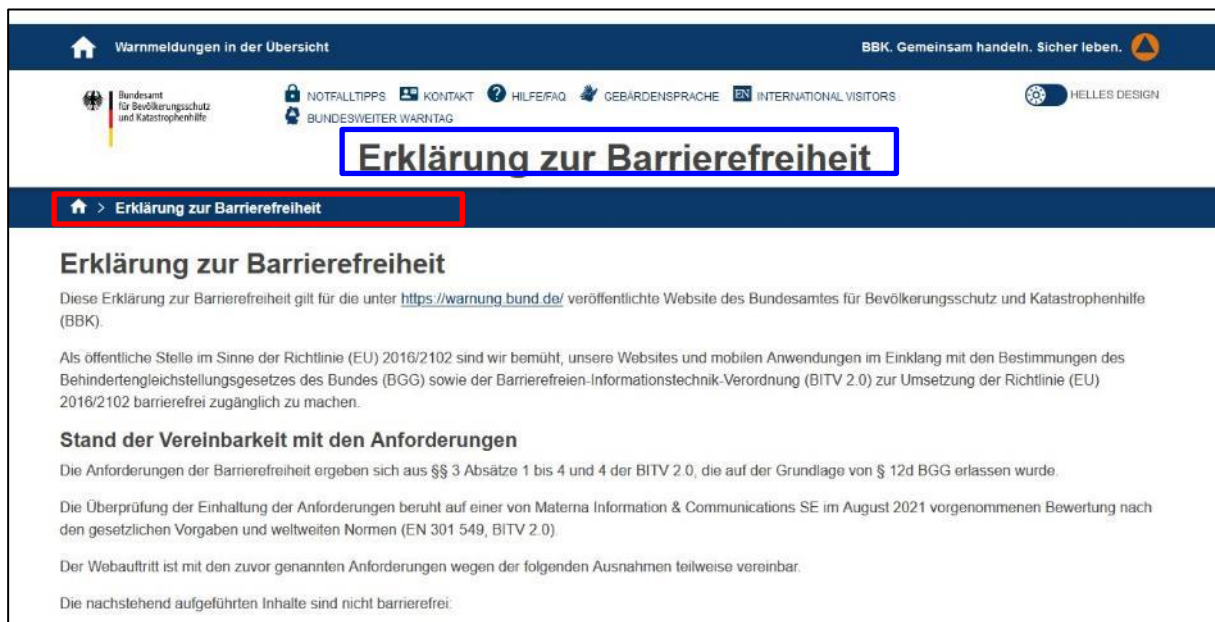 Warnmeldungen in der Übersicht
BBK. Gemeinsam handeln. Sicher leben.
Bundesamt
für Bevölkerungsschutz
und Katastrophenhilfe
NOTFALLTIPPS KONTAKT HILFE/FAQ GEBÄRDENSPRACHE EN INTERNATIONAL VISITORS
BUNDESWEITER WARNTAG
HELLES DESIGN
Erklärung zur Barrierefreiheit
> Erklärung zur Barrierefreiheit
Erklärung zur Barrierefreiheit
Diese Erklärung zur Barrierefreiheit gilt für die unter https://warnung.bund.de/ veröffentlichte Website des Bundesamtes für Bevölkerungsschutz und Katastrophenhilfe
(BBK).
Als öffentliche Stelle im Sinne der Richtlinie (EU) 2016/2102 sind wir bemüht, unsere Websites und mobilen Anwendungen im Einklang mit den Bestimmungen des
Behindertengleichstellungsgesetzes des Bundes (BGG) sowie der Barrierefreien-Informationstechnik-Verordnung (BITV 2.0) zur Umsetzung der Richtlinie (EU)
2016/2102 barrierefrei zugänglich zu machen.
Stand der Vereinbarkeit mit den Anforderungen
Die Anforderungen der Barrierefreiheit ergeben sich aus §§ 3 Absätze 1 bis 4 und 4 der BITV 2.0, die auf der Grundlage von § 12d BGG erlassen wurde.
Die Überprüfung der Einhaltung der Anforderungen beruht auf einer von Materna Information & Communications SE im August 2021 vorgenommenen Bewertung nach
den gesetzlichen Vorgaben und weltweiten Normen (EN 301 549, BITV 2.0).
Der Webauftritt ist mit den zuvor genannten Anforderungen wegen der folgenden Ausnahmen teilweise vereinbar.
Die nachstehend aufgeführten Inhalte sind nicht barrierefrei: